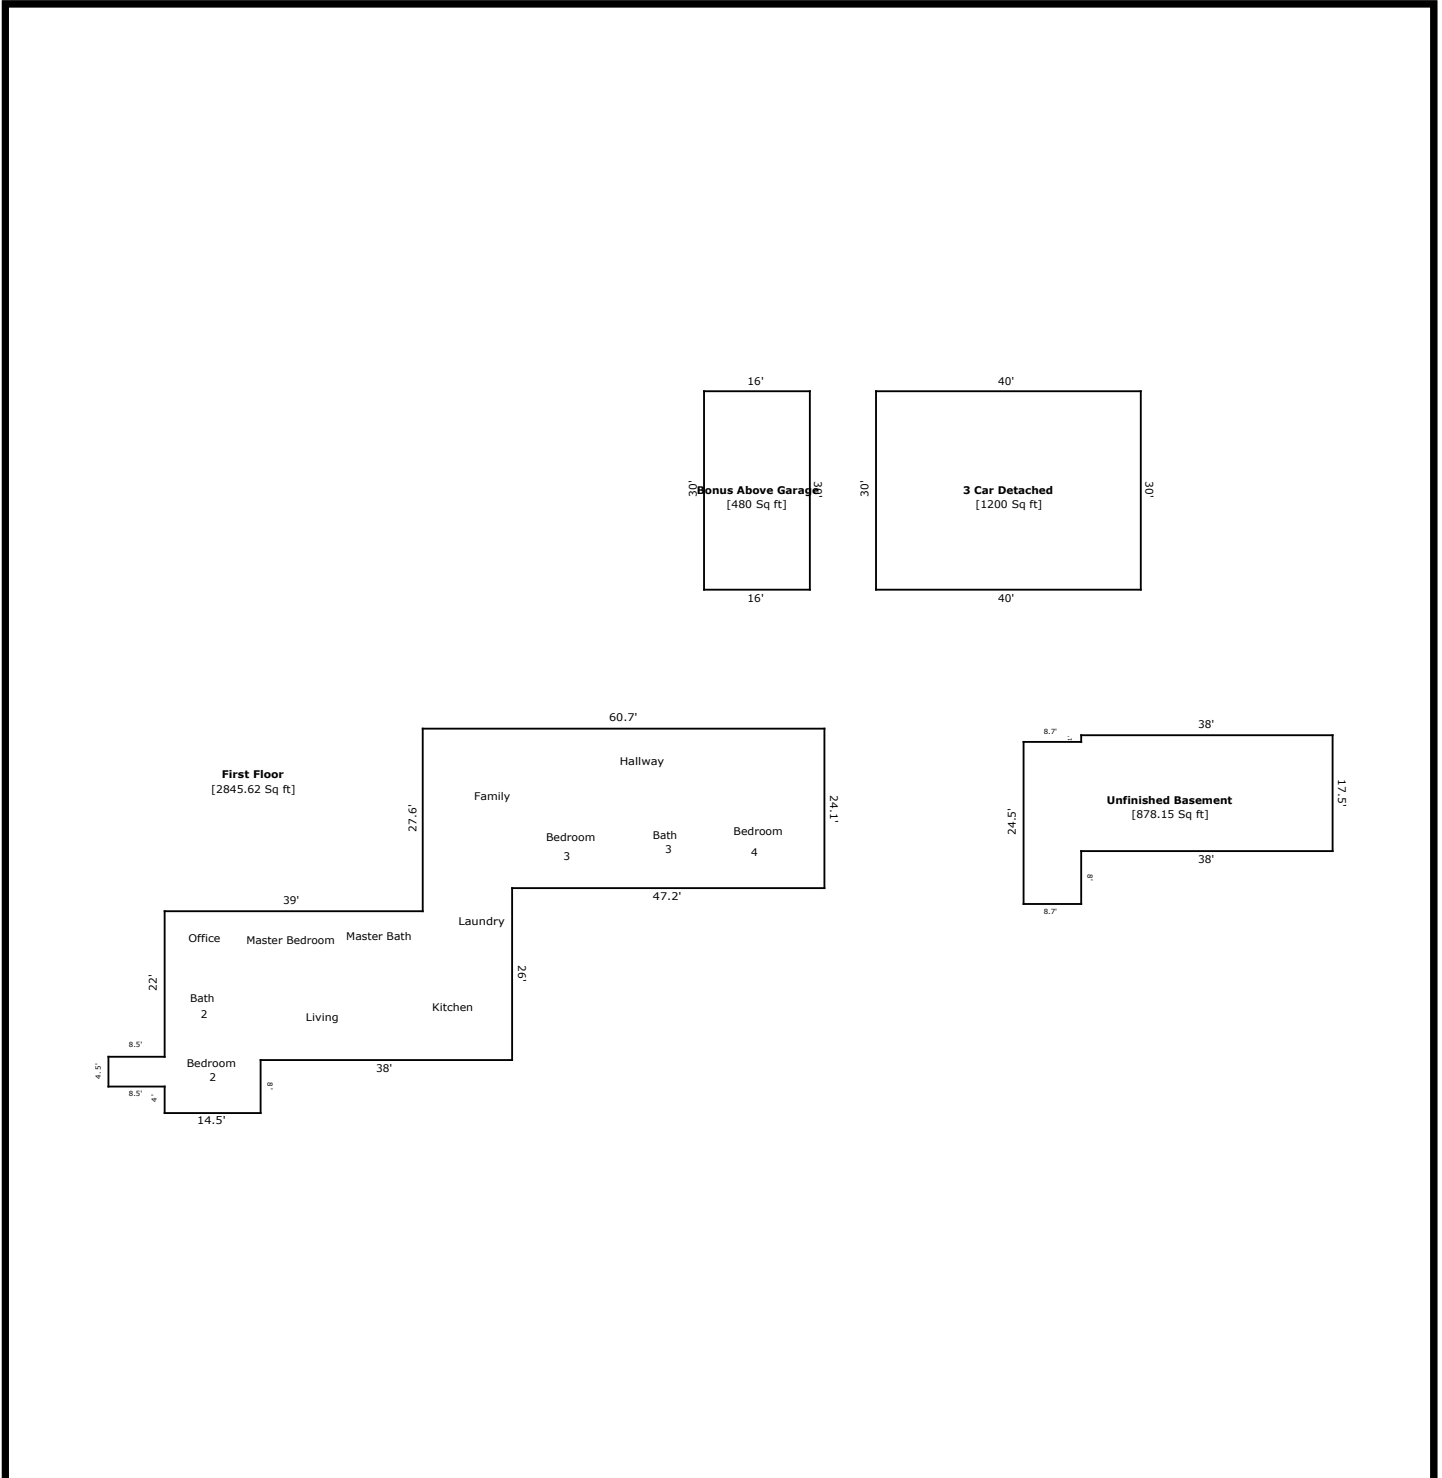 16'
40'
30'
Bonus Above Garage
[480 Sq ft]
30'
30'
3 Car Detached
[1200 Sq ft]
30'
16'
40'
60.7'
Hallway
Family
First Floor
[2845.62 Sq ft]
27.6'
24.1'
Bedroom
3
Bath
3
Bedroom
4
47.2'
39'
Laundry
Office
Master Bedroom
Master Bath
22'
26'
Bath
2
Living
Kitchen
8.5'
4.5'
Bedroom
2
38'
8'
8.5'
4'
14.5'
38'
8.7'
1'
24.5'
Unfinished Basement
[878.15 Sq ft]
17.5'
38'
8'
8.7'